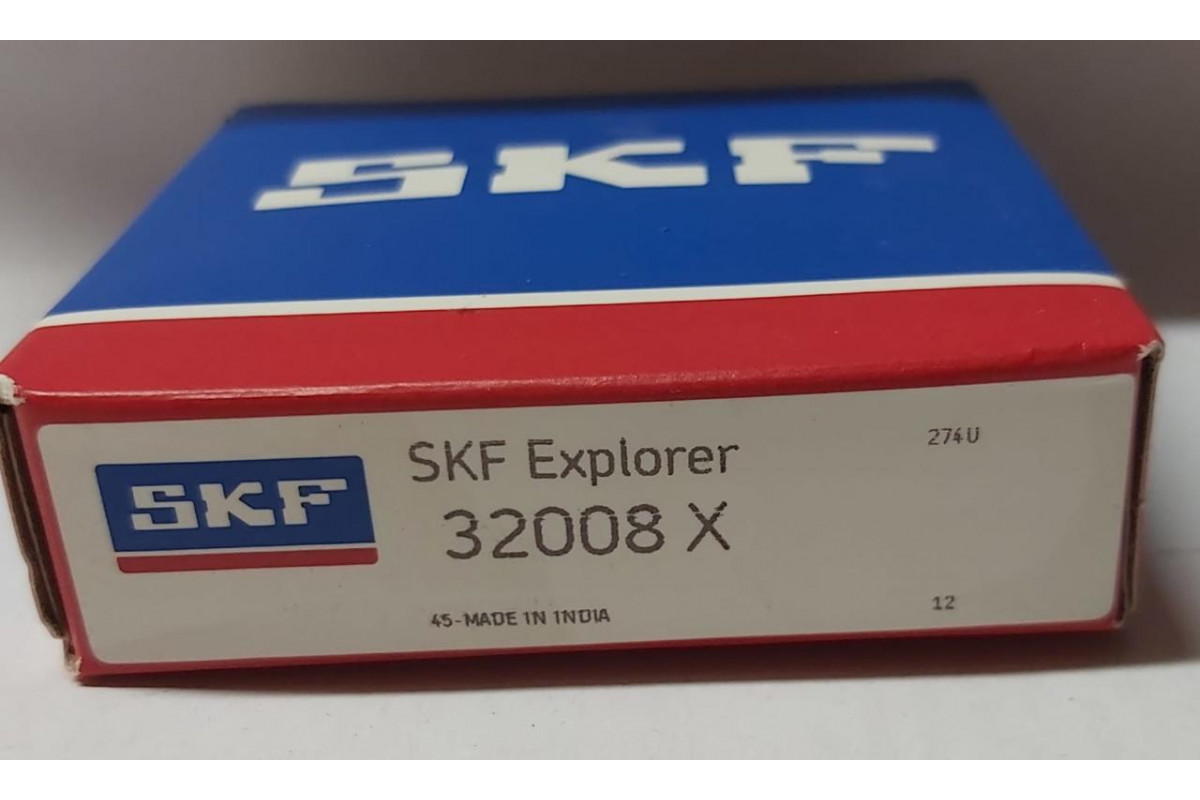 SKF
SKF
SKF Explorer
274U
32008 X
45-MADE IN INDIA
12